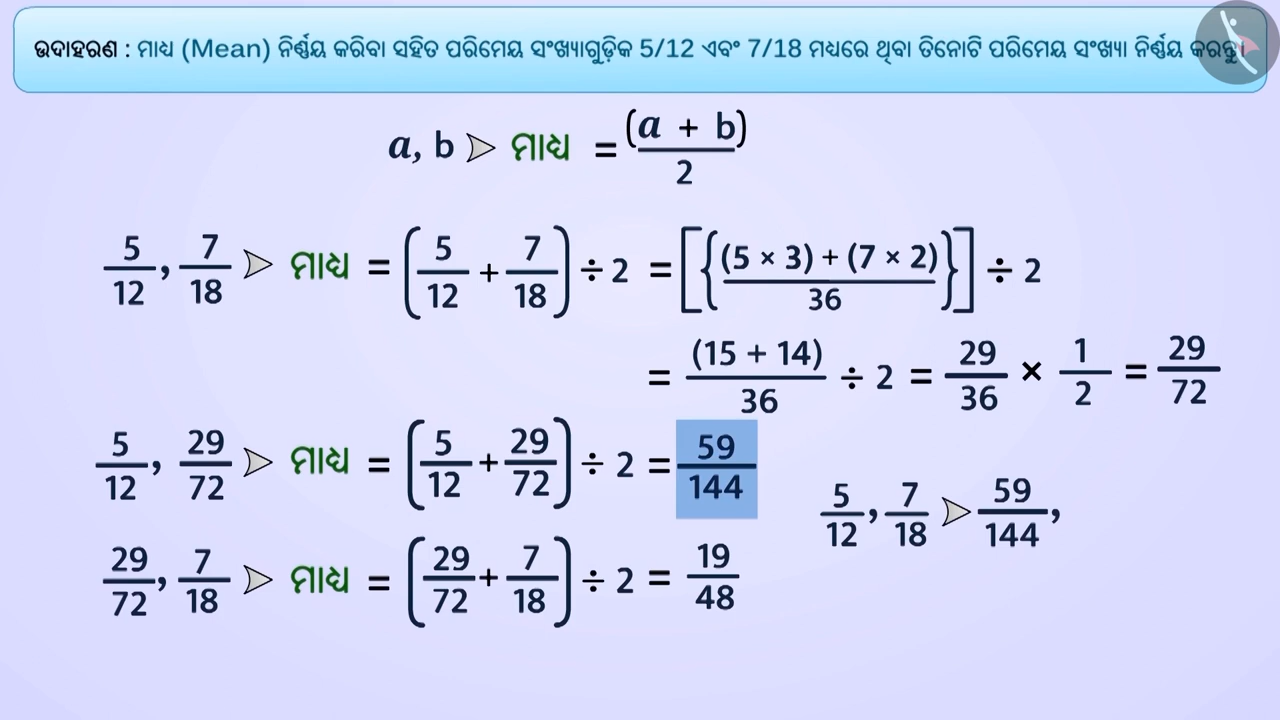 ଉଦାହରଣ : ମାଧ୍ୟ (Mean) ନିର୍ଣ୍ଣୟ କରିବା ସହିତ ପରିମେୟ ସଂଖ୍ୟାଗୁଡ଼ିକ 5/12 ଏବଂ 7/18 ମଧ୍ୟରେ ଥିବା ତିନୋଟି ପରିମେୟ ସଂଖ୍ୟା ନିର୍ଣ୍ଣୟ କରନ୍ତୁ।
a, b ➢ ମାଧ୍ୟ = (a + b)/2
5/12, 7/18 ➢ ମାଧ୍ୟ = (5/12 + 7/18) ÷ 2 = [{(5 × 3) + (7 × 2)/36}] ÷ 2
= (15 + 14)/36 ÷ 2 = 29/36 × 1/2 = 29/72
5/12, 29/72 ➢ ମାଧ୍ୟ = (5/12 + 29/72) ÷ 2 = 59/144
5/12, 7/18 ➢ 59/144,
29/72, 7/18 ➢ ମାଧ୍ୟ = (29/72 + 7/18) ÷ 2 = 19/48